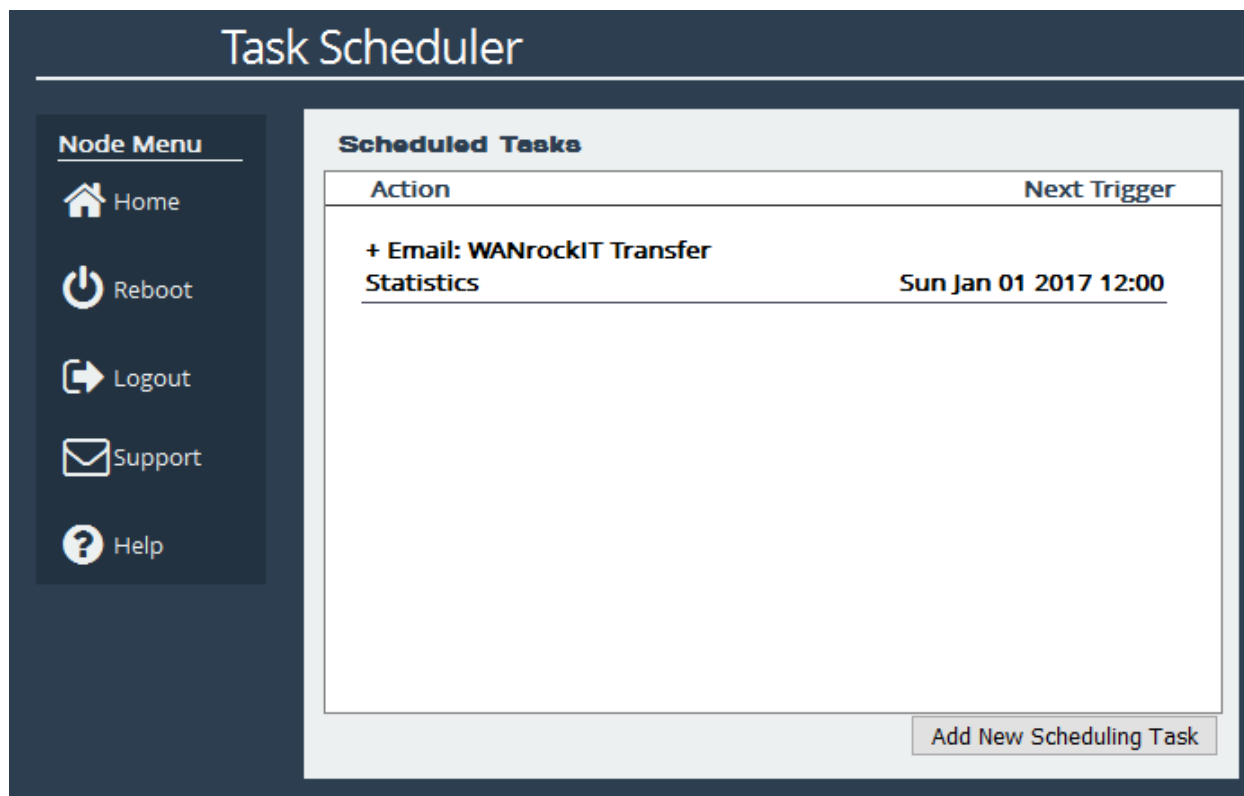 Task Scheduler
Node Menu
Home
Reboot
Logout
Support
Help
Scheduled Tasks
Action Next Trigger
+ Email: WANrockIT Transfer
Statistics Sun Jan 01 2017 12:00
Add New Scheduling Task